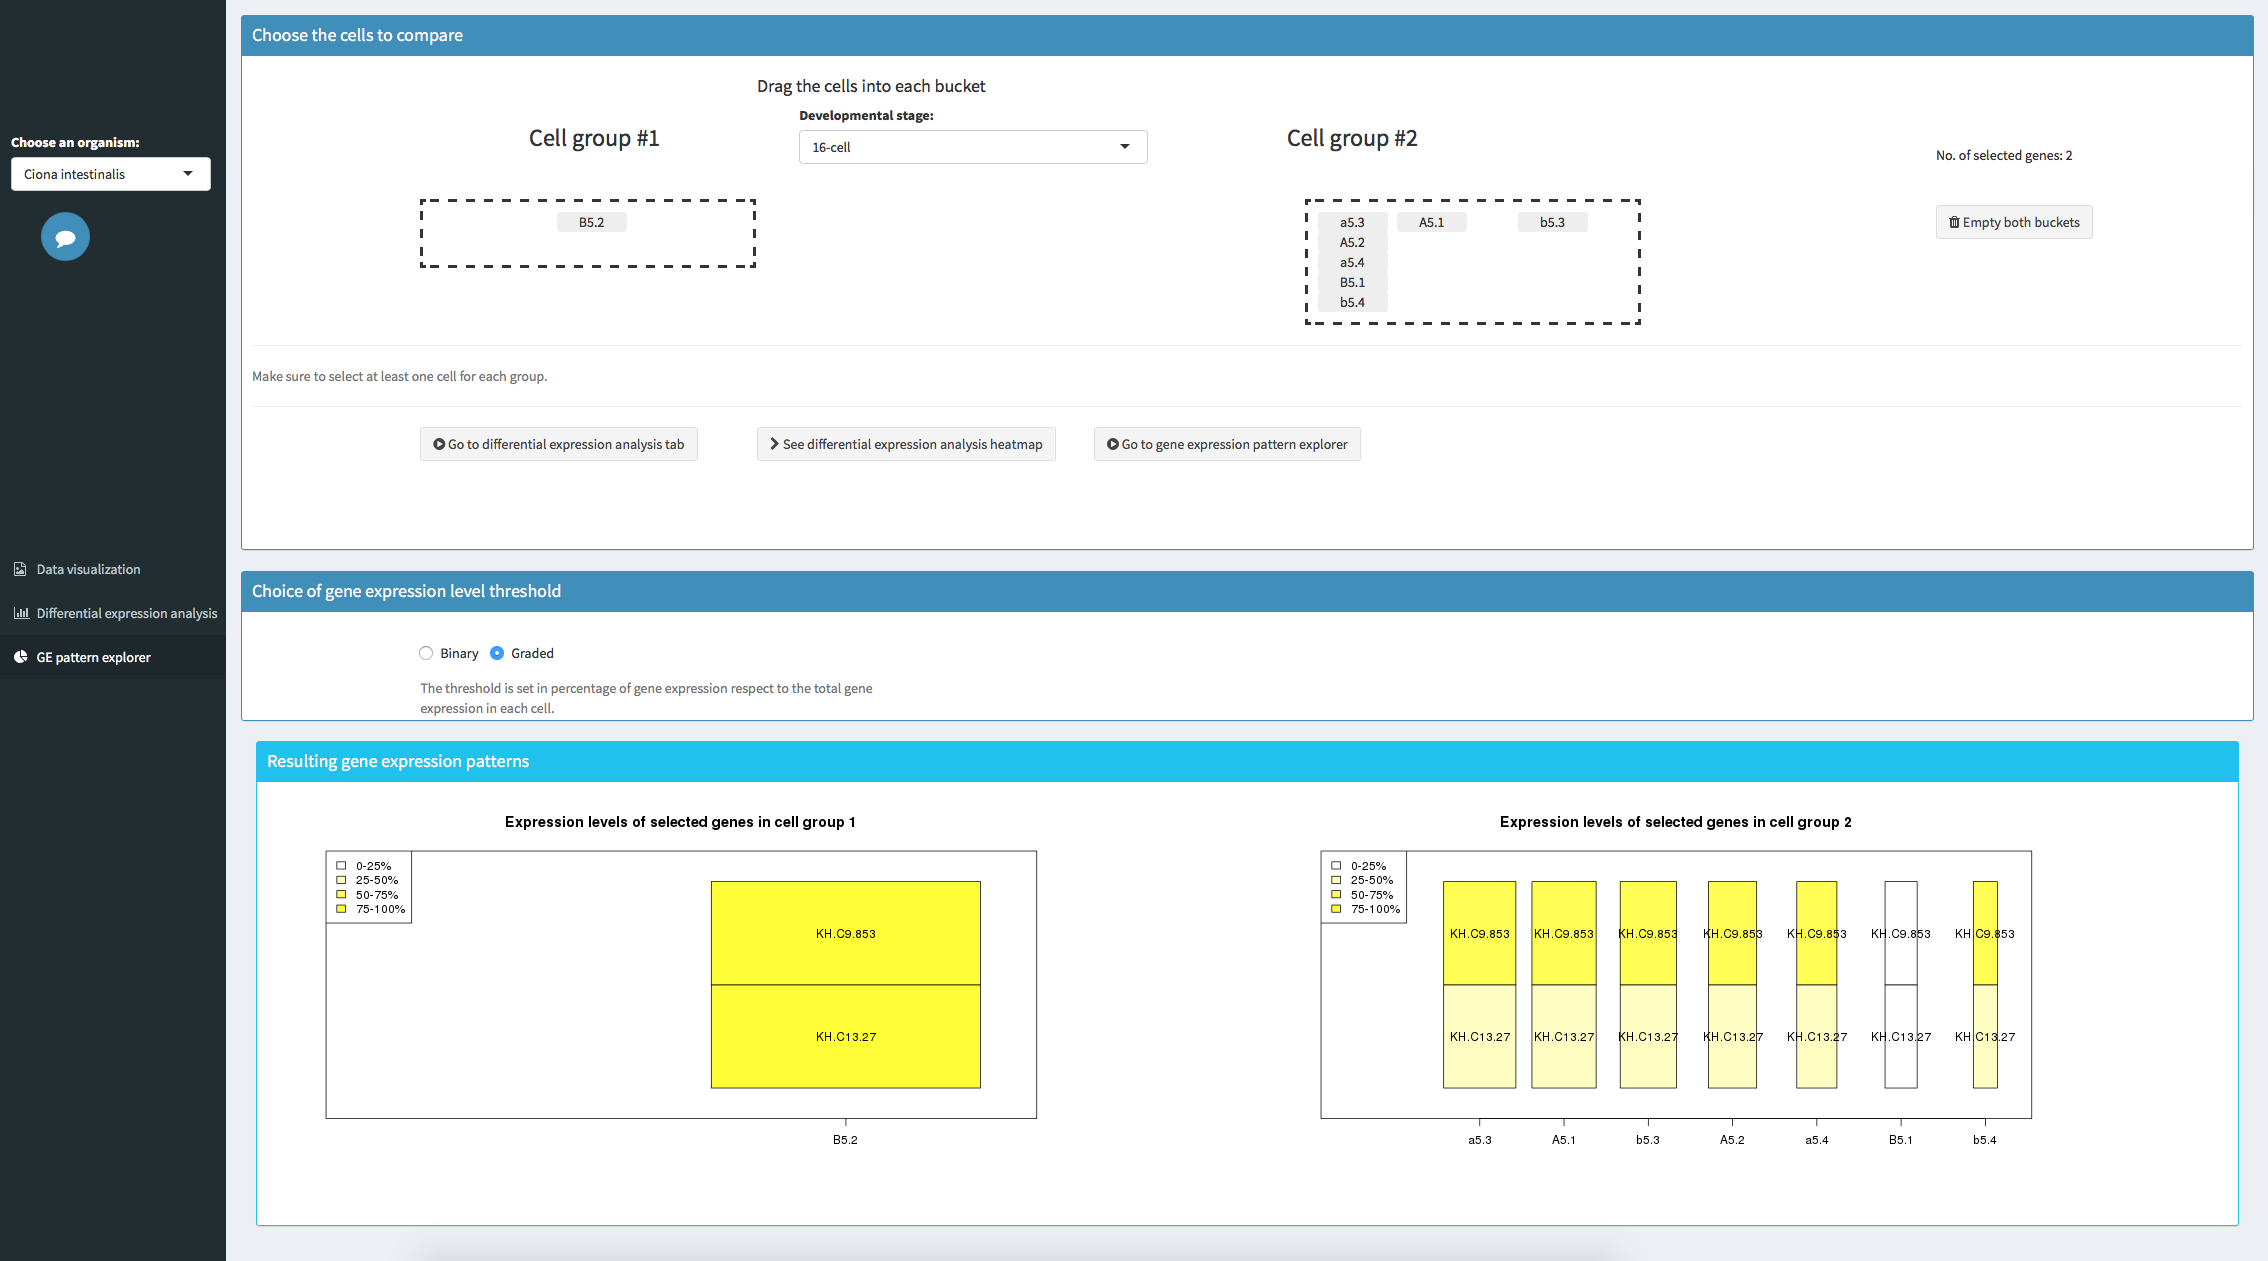 Choose an organism:
Ciona intestinalis
Data visualization
Differential expression analysis
GE pattern explorer
Choose the cells to compare
Drag the cells into each bucket
Cell group #1
Developmental stage:
16-cell
Cell group #2
No. of selected genes: 2
B5.2
a5.3 A5.1 b5.3
A5.2
a5.4
B5.1
b5.4
Empty both buckets
Make sure to select at least one cell for each group.
Go to differential expression analysis tab
See differential expression analysis heatmap
Go to gene expression pattern explorer
Choice of gene expression level threshold
Binary Graded
The threshold is set in percentage of gene expression respect to the total gene
expression in each cell.
Resulting gene expression patterns
Expression levels of selected genes in cell group 1
0-25%
25-50%
50-75%
75-100%
KH.C9.853
KH.C13.27
B5.2
Expression levels of selected genes in cell group 2
0-25%
25-50%
50-75%
75-100%
KH.C9.853 KH.C9.853 KH.C9.853 KH.C9.853 KH.C9.853 KH.C9.853 KH.C9.853
KH.C13.27 KH.C13.27 KH.C13.27 KH.C13.27 KH.C13.27 KH.C13.27 KH.C13.27
a5.3 A5.1 b5.3 A5.2 a5.4 B5.1 b5.4